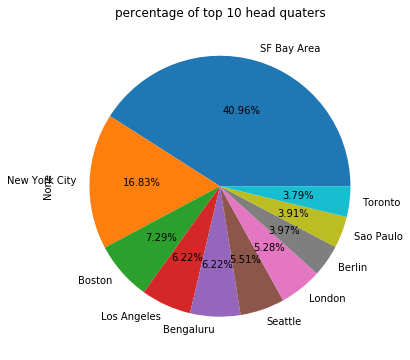 percentage of top 10 head quaters
SF Bay Area
40.96%
New York City
16.83%
None
Boston
7.29%
Los Angeles
6.22%
Bengaluru
6.22%
Seattle
5.51%
London
5.28%
Berlin
3.97%
Sao Paulo
3.91%
Toronto
3.79%